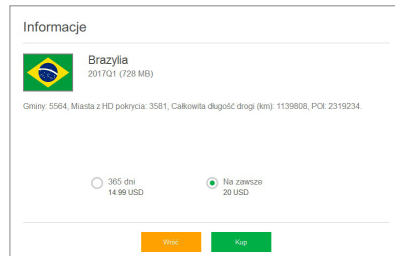 Informacje
Brazylia
2017Q1 (728 MB)
Gminy: 5564, Miasta z HD pokrycia: 3581, Całkowita długość drogi (km): 1139808, POI: 2319234.
365 dni
14.99 USD
Na zawsze
20 USD
Wróć
Kup